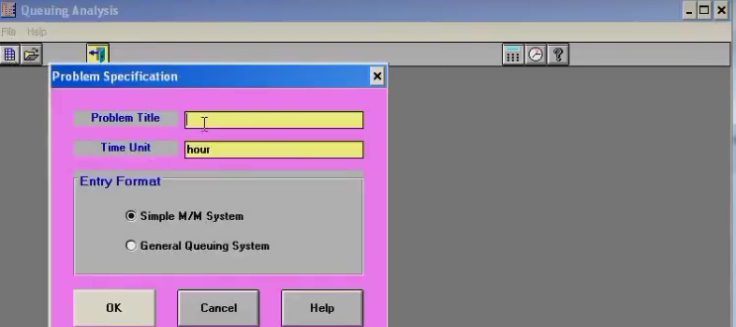 Queuing Analysis
File Help
Problem Specification
Problem Title
Time Unit hour
Entry Format
Simple M/M System
General Queuing System
OK Cancel Help